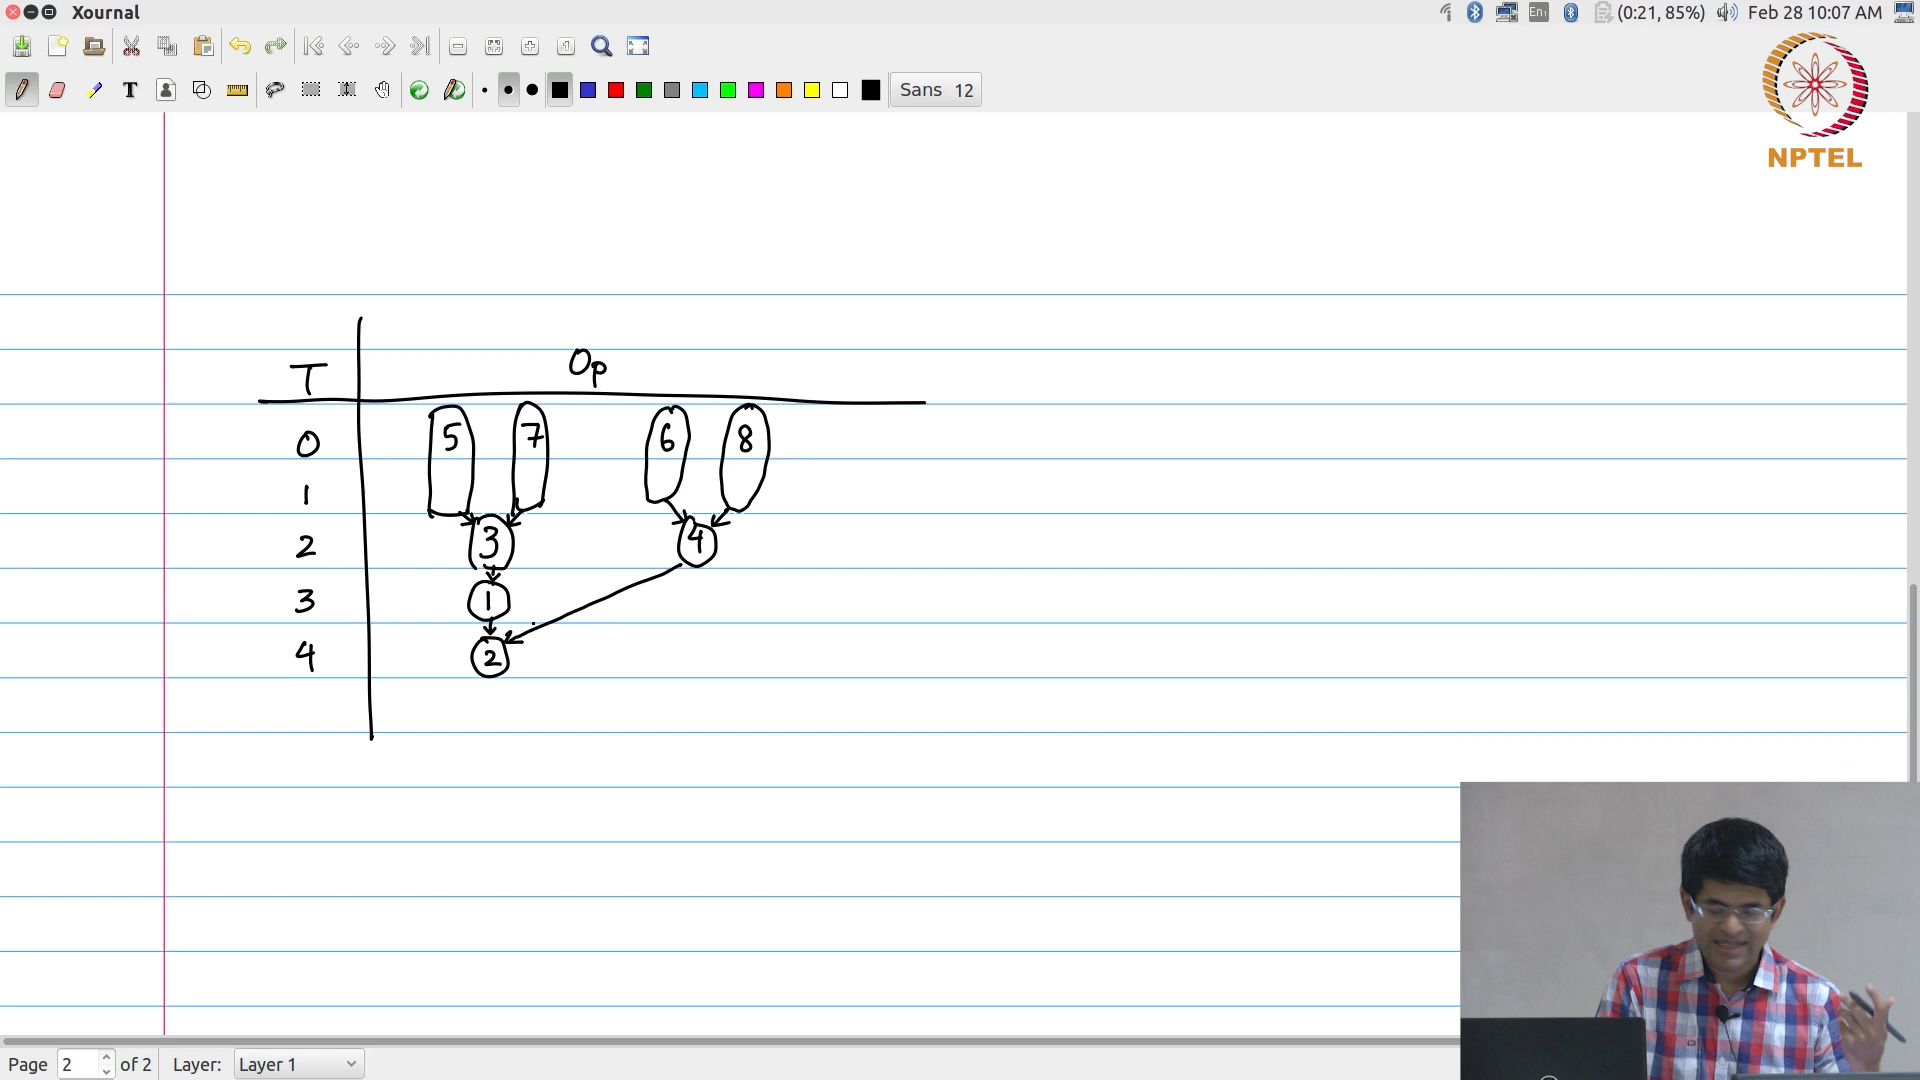 Xournal
En1
(0:21, 85%)
Feb 28 10:07 AM
T
Sans 12
NPTEL
T Op
0 5 7 6 8
1
2 3 4
3 1
4 2
Page 2 of 2 Layer: Layer 1